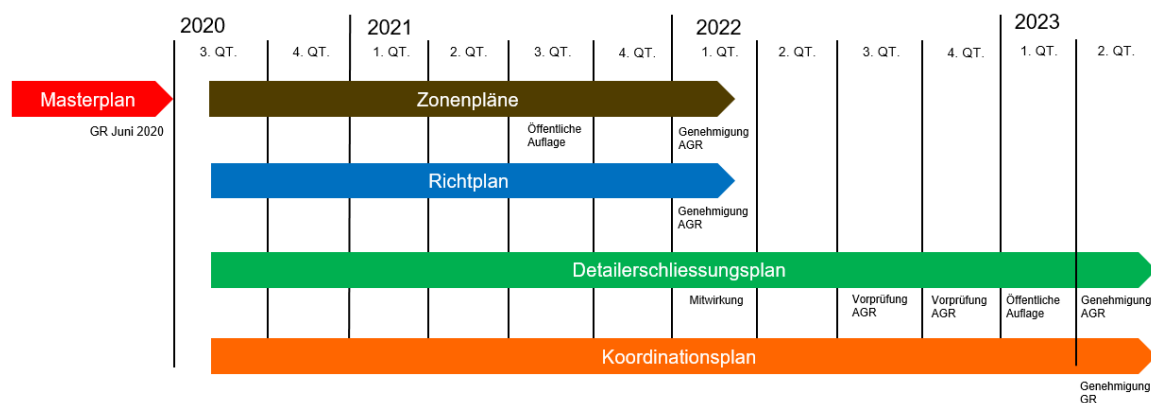 2020
2021
2022
2023
3. QT.
4. QT.
1. QT.
2. QT.
3. QT.
4. QT.
1. QT.
2. QT.
3. QT.
4. QT.
1. QT.
2. QT.
Masterplan
Zonenpläne
GR Juni 2020
Öffentliche
Auflage
Genehmigung
AGR
Richtplan
Genehmigung
AGR
Detailerschliessungsplan
Mitwirkung
Vorprüfung
AGR
Vorprüfung
AGR
Öffentliche
Auflage
Genehmigung
AGR
Koordinationsplan
Genehmigung
GR